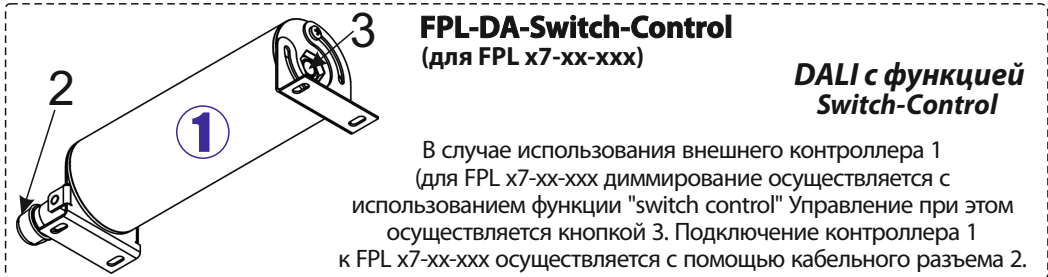 3
FPL-DA-Switch-Control
(для FPL x7-xx-xxx)
2
DALI с функцией
Switch-Control
1
В случае использования внешнего контроллера 1
(для FPL x7-xx-xxx диммирование осуществляется с
использованием функции "switch control" Управление при этом
осуществляется кнопкой 3. Подключение контроллера 1
к FPL x7-xx-xxx осуществляется с помощью кабельного разъема 2.